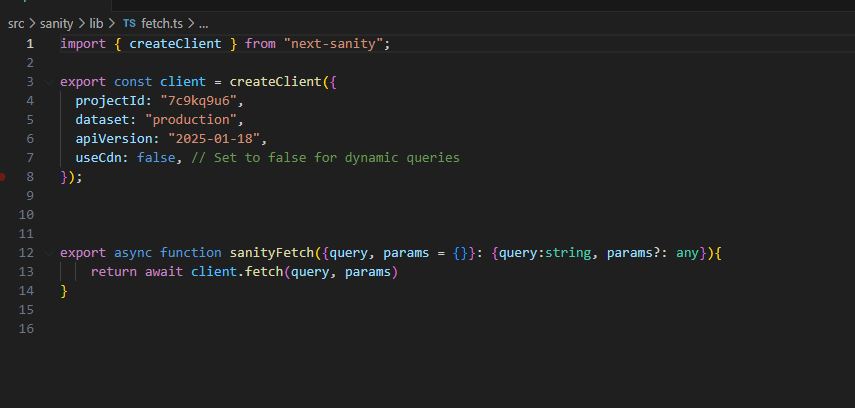 src > sanity > lib > TS fetch.ts > ...
1 import { createClient } from "next-sanity";
2
3 export const client = createClient({
4 projectId: "7c9kq9u6",
5 dataset: "production",
6 apiVersion: "2025-01-18",
7 useCdn: false, // Set to false for dynamic queries
8 });
9
10
11
12 export async function sanityFetch({query, params = {}}: {query:string, params?: any}){
13 return await client.fetch(query, params)
14 }
15
16